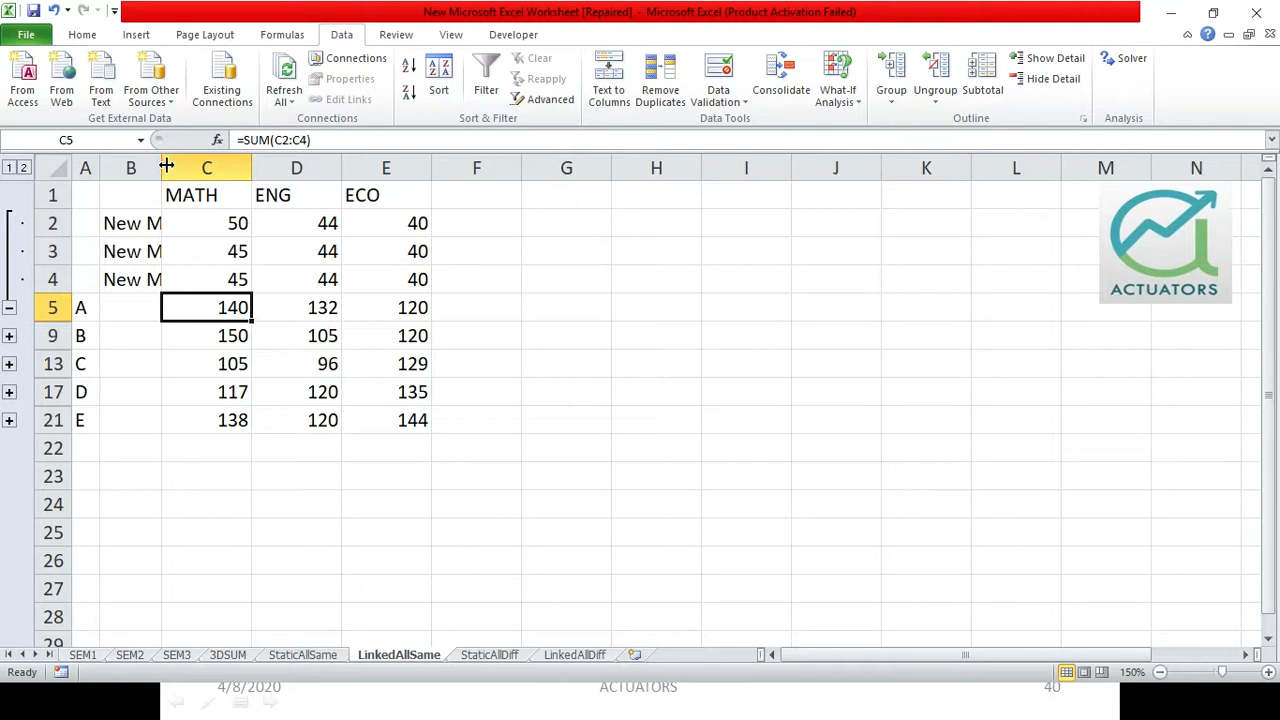 New Microsoft Excel Worksheet [Repaired] - Microsoft Excel (Product Activation Failed)
File Home Insert Page Layout Formulas Data Review View Developer
From Access
From Web
From Text
From Other Sources
Existing Connections
Get External Data
Refresh All
Connections
Properties
Edit Links
Connections
Sort
Filter
Clear
Reapply
Advanced
Sort & Filter
Text to Columns
Remove Duplicates
Data Validation
Consolidate
What-If Analysis
Data Tools
Group
Ungroup
Subtotal
Show Detail
Hide Detail
Outline
Solver
Analysis
C5 fx =SUM(C2:C4)
1 2 A B C D E F G H I J K L M N
1 MATH ENG ECO
2 New M 50 44 40
3 New M 45 44 40
4 New M 45 44 40
5 A 140 132 120
9 B 150 105 120
13 C 105 96 129
17 D 117 120 135
21 E 138 120 144
22
23
24
25
26
27
28
29
ACTUATORS
SEM1 SEM2 SEM3 3DSUM StaticAllSame LinkedAllSame StaticAllDiff LinkedAllDiff
Ready 150%
4/8/2020 ACTUATORS 40